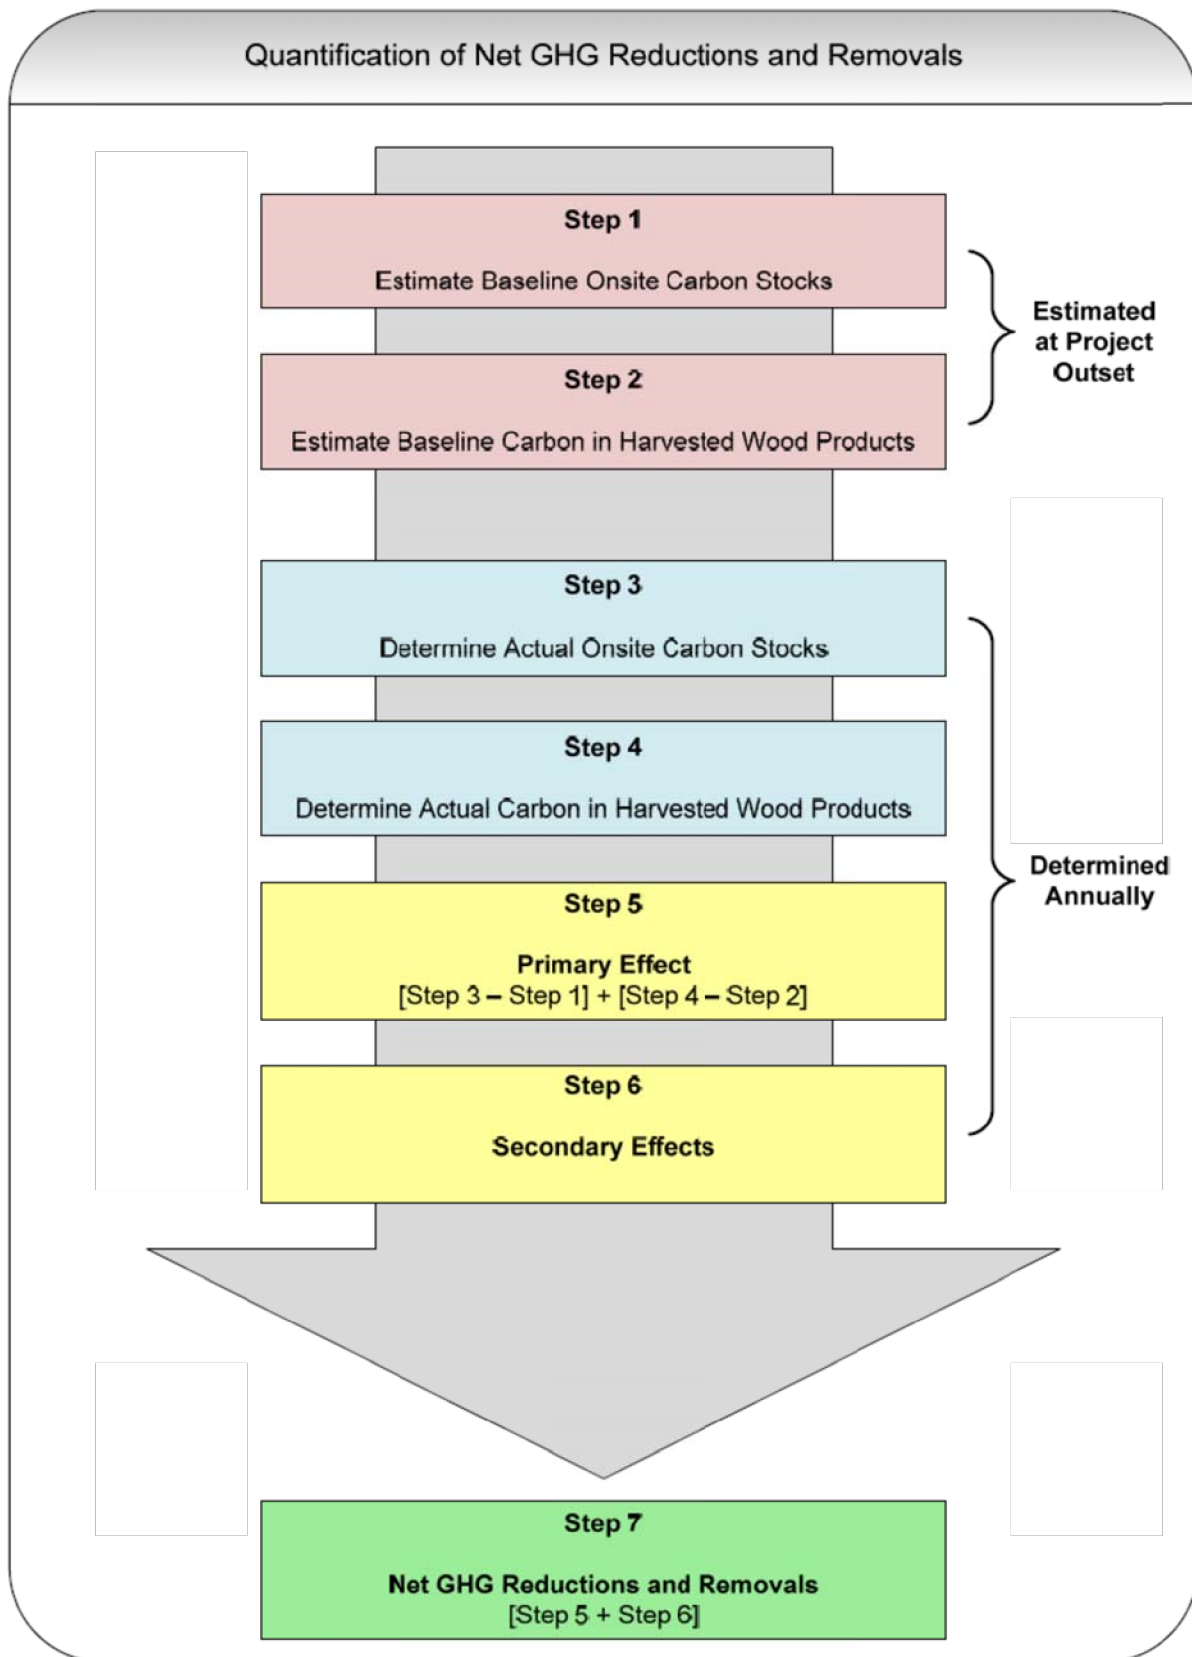 Quantification of Net GHG Reductions and Removals
Step 1
Estimate Baseline Onsite Carbon Stocks
Step 2
Estimate Baseline Carbon in Harvested Wood Products
Estimated
at Project
Outset
Step 3
Determine Actual Onsite Carbon Stocks
Step 4
Determine Actual Carbon in Harvested Wood Products
Step 5
Primary Effect
[Step 3 – Step 1] + [Step 4 – Step 2]
Step 6
Secondary Effects
Determined
Annually
Step 7
Net GHG Reductions and Removals
[Step 5 + Step 6]